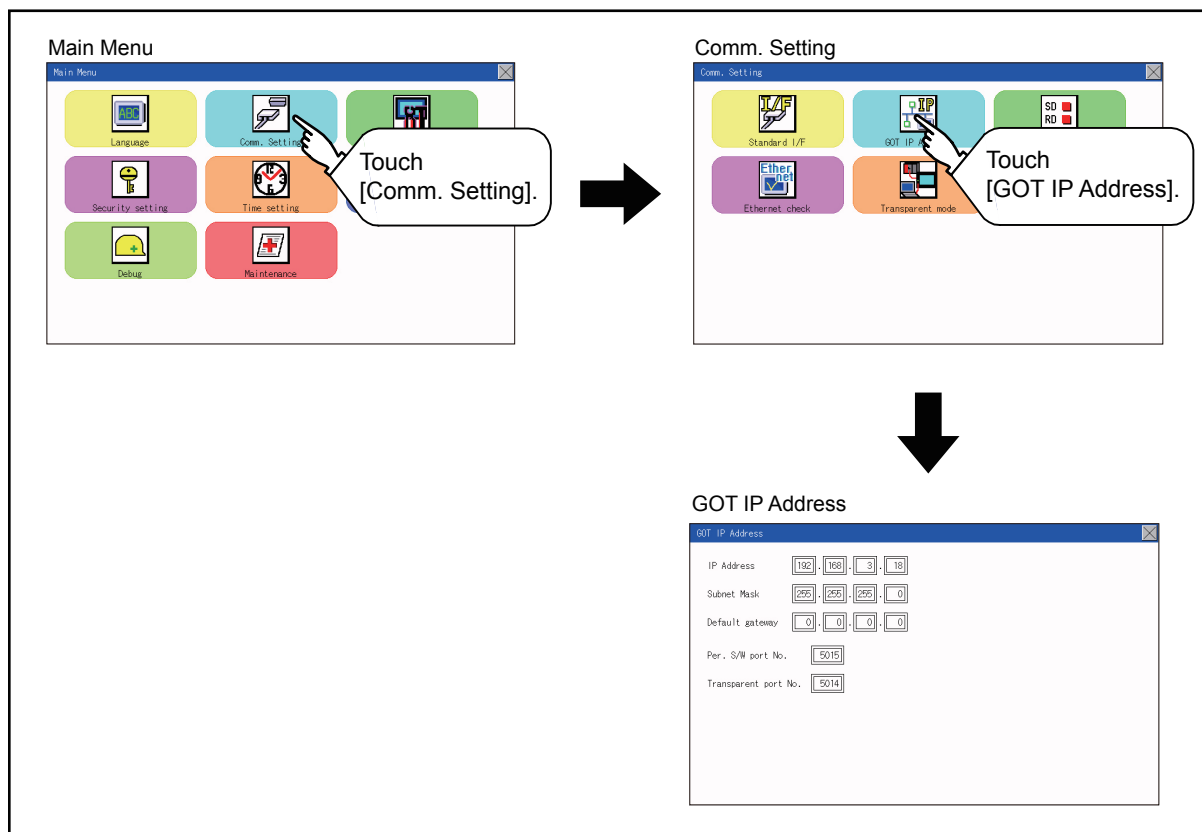 Main Menu
Main Menu
ABC
Language
Comm. Setting
Touch
[Comm. Setting].
Security setting
Time setting
Debug
Maintenance
Comm. Setting
Comm. Setting
I/F
Standard I/F
IP
GOT IP A
SD
RD
Touch
[GOT IP Address].
Ether
net
Ethernet check
Transparent mode
GOT IP Address
GOT IP Address
IP Address 192 . 168 . 3 . 18
Subnet Mask 255 . 255 . 255 . 0
Default gateway 0 . 0 . 0 . 0
Per. S/W port No. 5015
Transparent port No. 5014